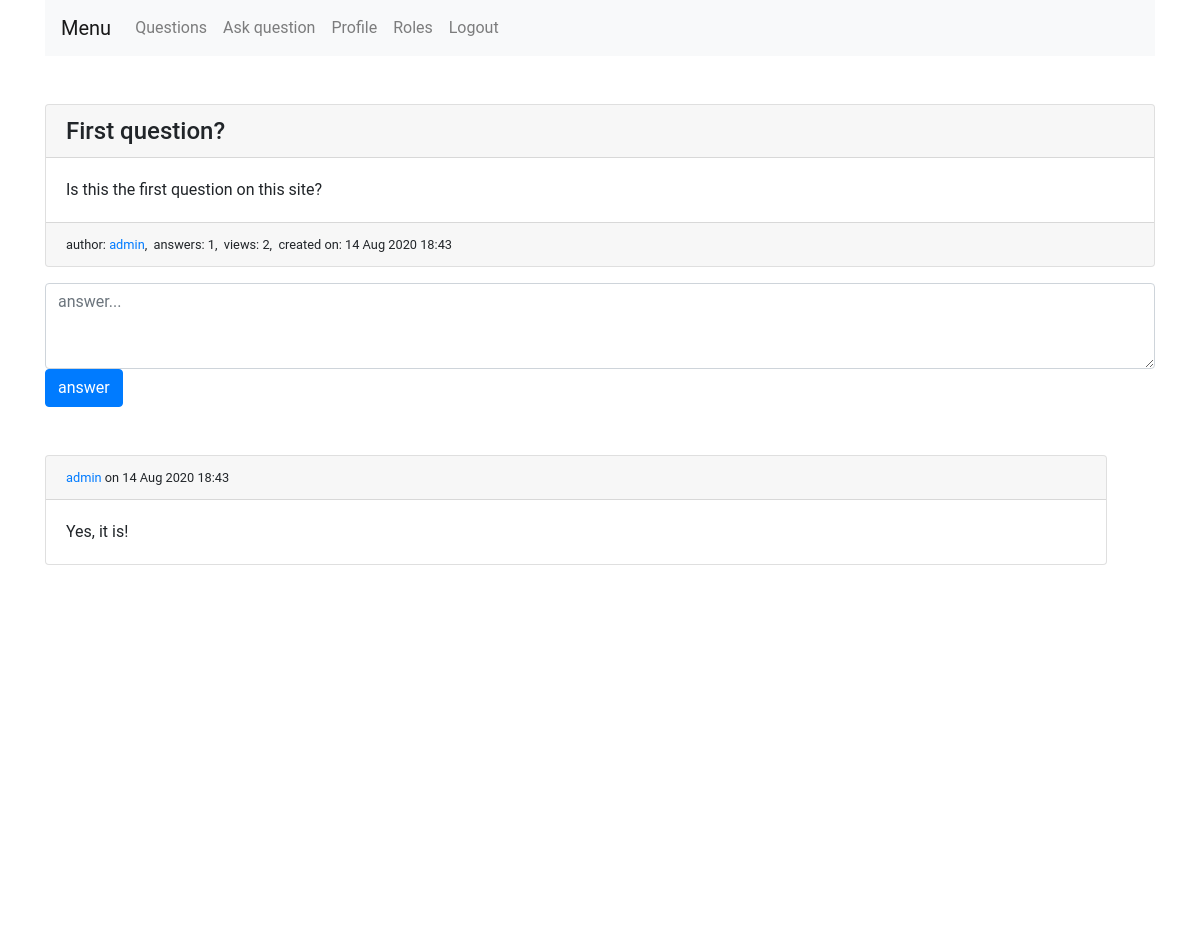 Menu Questions Ask question Profile Roles Logout
First question?
Is this the first question on this site?
author: admin, answers: 1, views: 2, created on: 14 Aug 2020 18:43
answer...
answer
admin on 14 Aug 2020 18:43
Yes, it is!